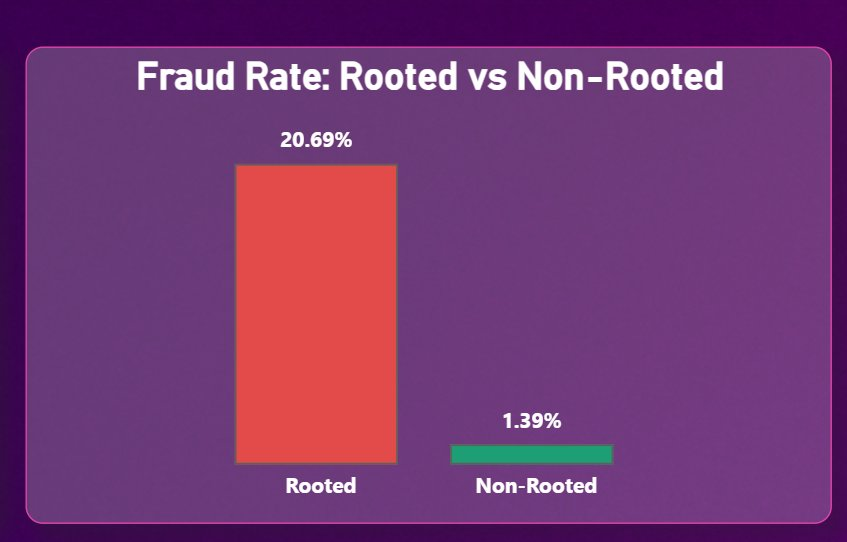 Fraud Rate: Rooted vs Non-Rooted
20.69%
1.39%
Rooted
Non-Rooted